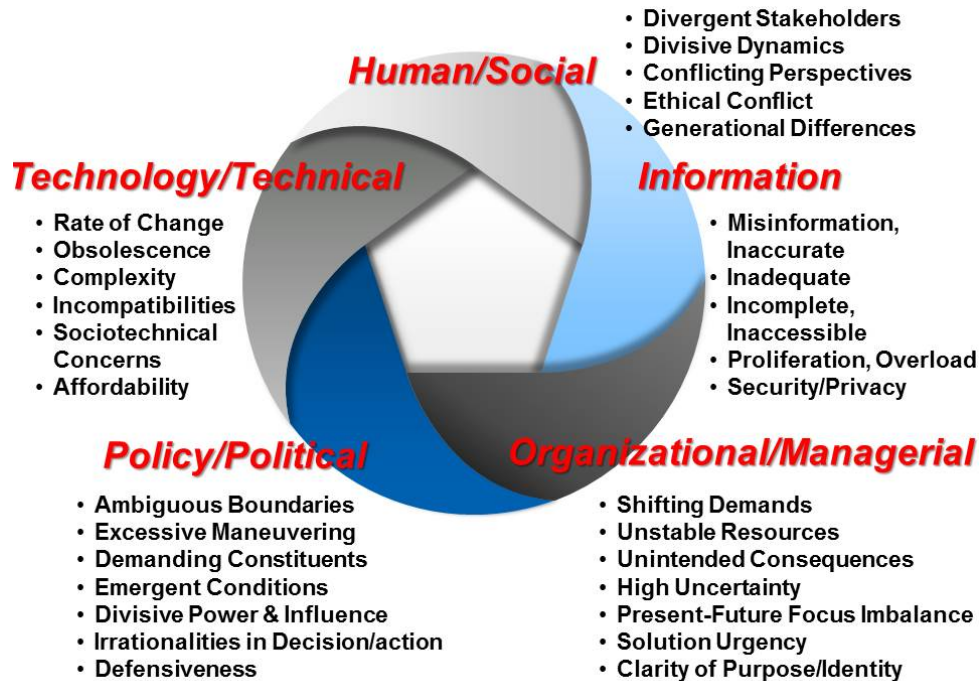 Human/Social
• Divergent Stakeholders
• Divisive Dynamics
• Conflicting Perspectives
• Ethical Conflict
• Generational Differences
Technology/Technical
• Rate of Change
• Obsolescence
• Complexity
• Incompatibilities
• Sociotechnical
Concerns
• Affordability
Information
• Misinformation,
Inaccurate
• Inadequate
• Incomplete,
Inaccessible
• Proliferation, Overload
• Security/Privacy
Policy/Political
• Ambiguous Boundaries
• Excessive Maneuvering
• Demanding Constituents
• Emergent Conditions
• Divisive Power & Influence
• Irrationalities in Decision/action
• Defensiveness
Organizational/Managerial
• Shifting Demands
• Unstable Resources
• Unintended Consequences
• High Uncertainty
• Present-Future Focus Imbalance
• Solution Urgency
• Clarity of Purpose/Identity